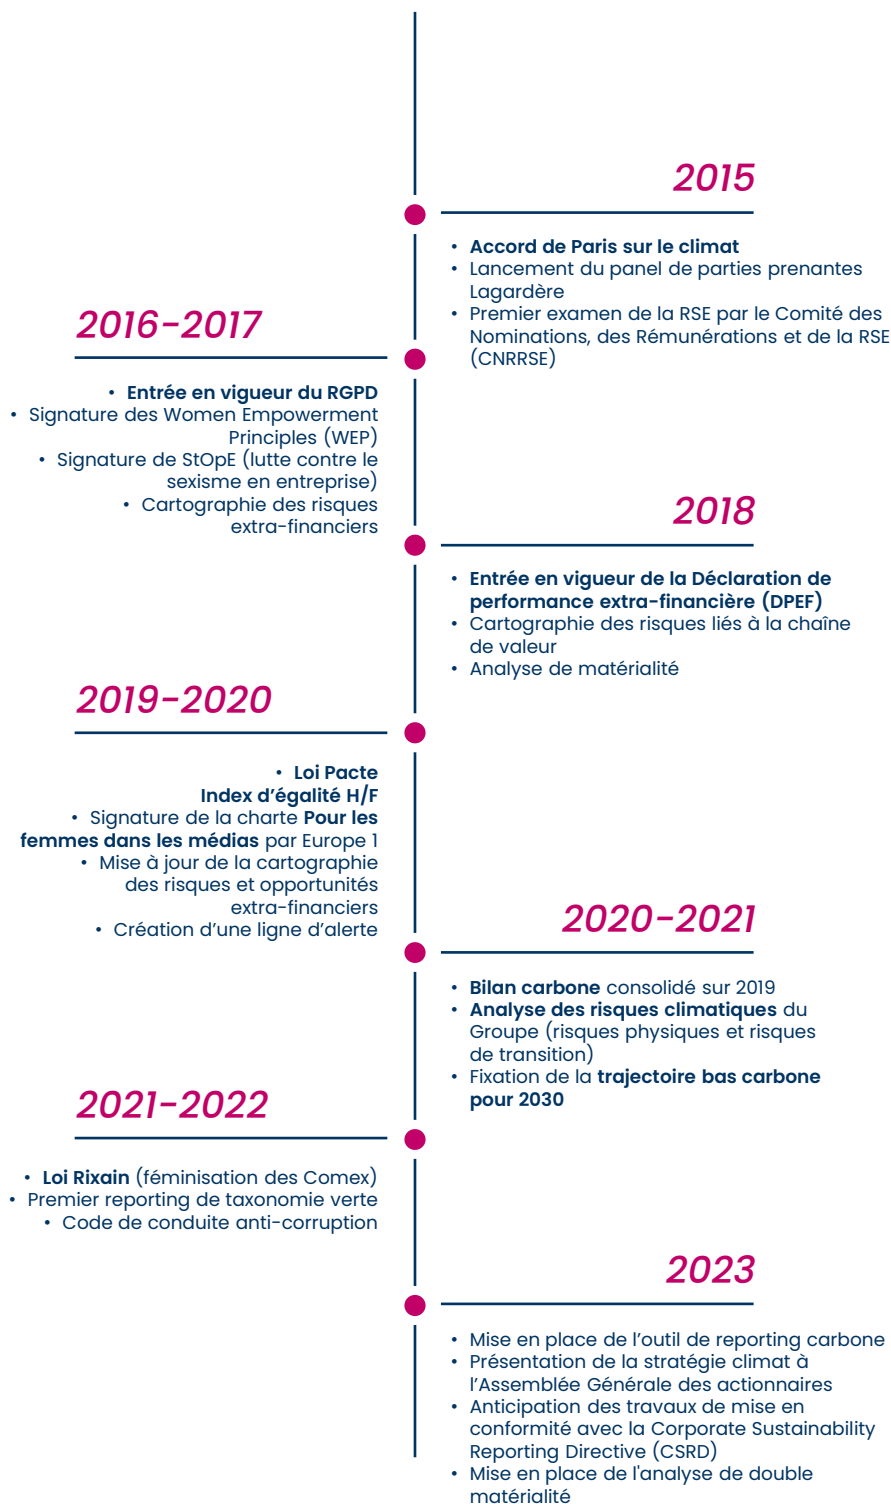 2015
• Accord de Paris sur le climat
• Lancement du panel de parties prenantes
Lagardère
• Premier examen de la RSE par le Comité des
Nominations, des Rémunérations et de la RSE
(CNRRSE)
2016-2017
• Entrée en vigueur du RGPD
• Signature des Women Empowerment
Principles (WEP)
• Signature de StOpE (lutte contre le
sexisme en entreprise)
• Cartographie des risques
extra-financiers
2018
• Entrée en vigueur de la Déclaration de
performance extra-financière (DPEF)
• Cartographie des risques liés à la chaîne
de valeur
• Analyse de matérialité
2019-2020
• Loi Pacte
Index d'égalité H/F
• Signature de la charte Pour les
femmes dans les médias par Europe 1
• Mise à jour de la cartographie
des risques et opportunités
extra-financiers
• Création d'une ligne d'alerte
2020-2021
• Bilan carbone consolidé sur 2019
• Analyse des risques climatiques du
Groupe (risques physiques et risques
de transition)
• Fixation de la trajectoire bas carbone
pour 2030
2021-2022
• Loi Rixain (féminisation des Comex)
• Premier reporting de taxonomie verte
• Code de conduite anti-corruption
2023
• Mise en place de l'outil de reporting carbone
• Présentation de la stratégie climat à
l'Assemblée Générale des actionnaires
• Anticipation des travaux de mise en
conformité avec la Corporate Sustainability
Reporting Directive (CSRD)
• Mise en place de l'analyse de double
matérialité